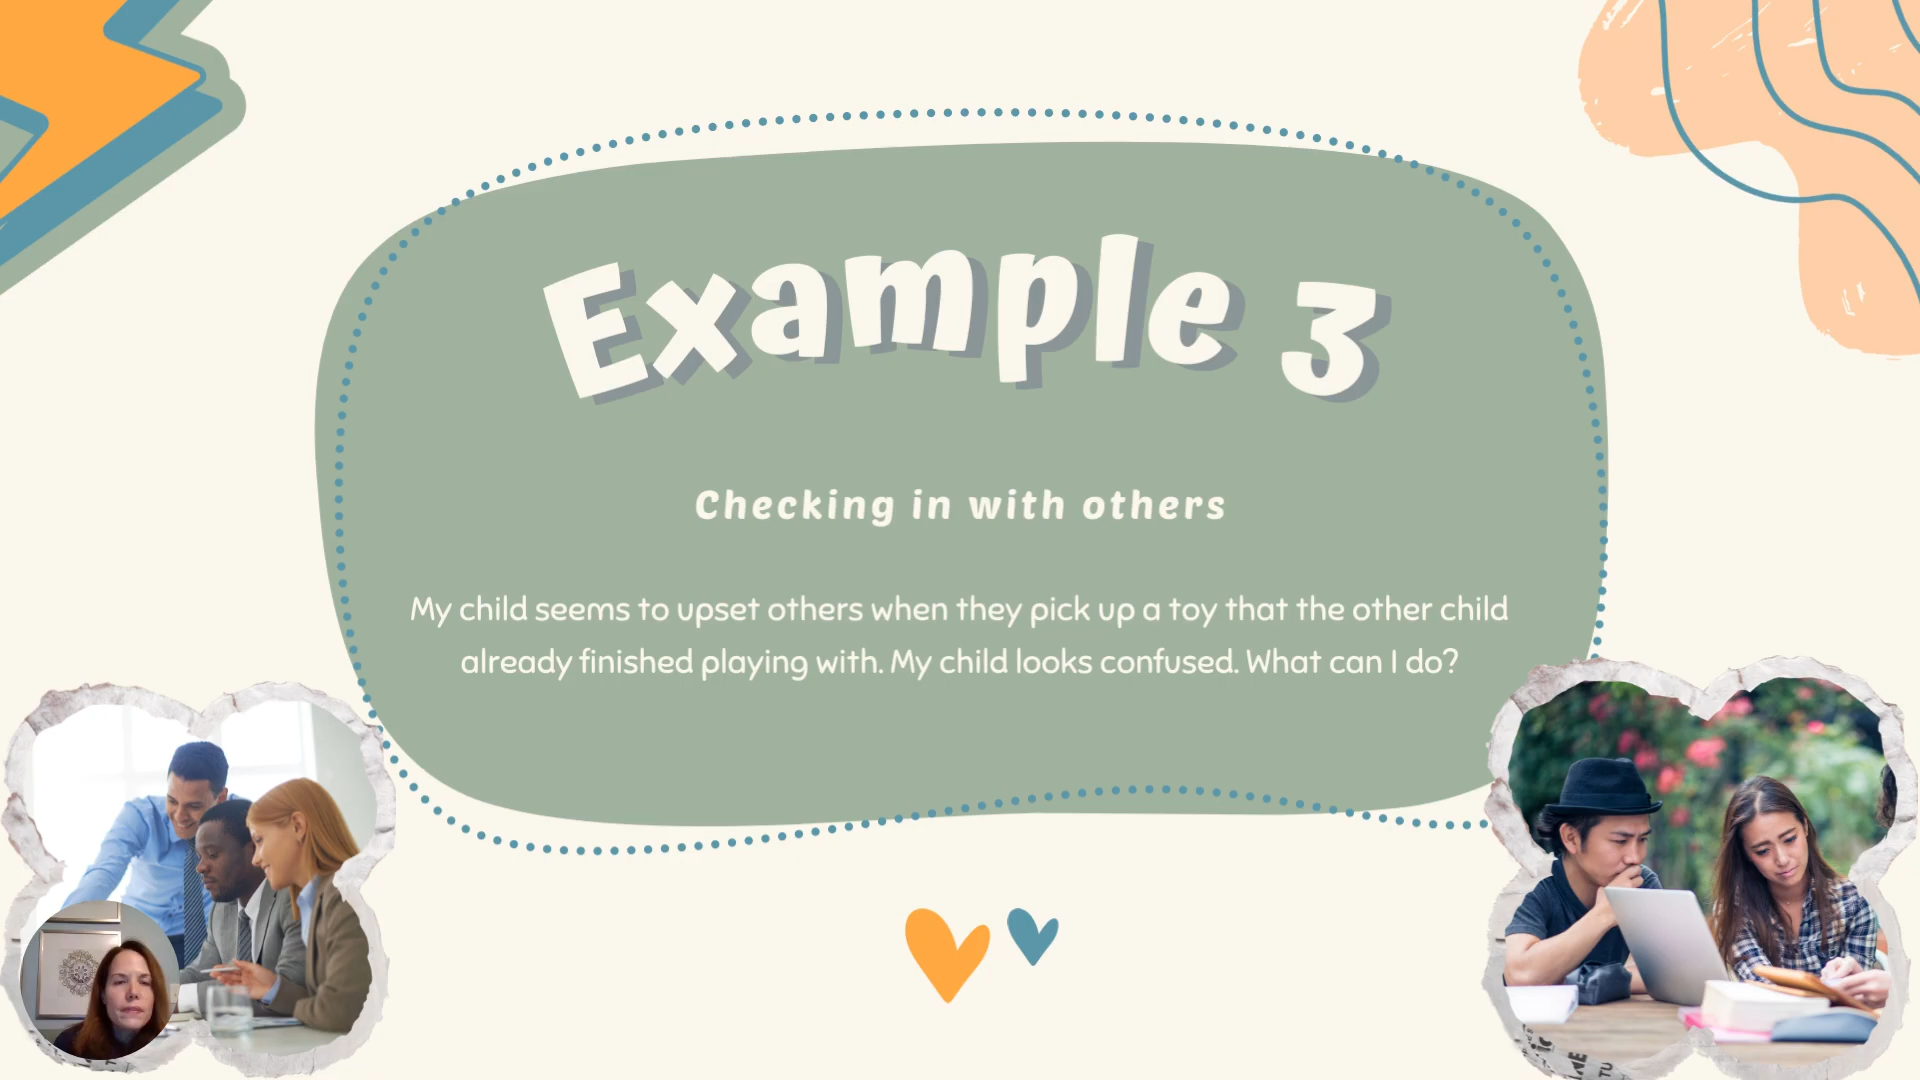 Example 3
Checking in with others
My child seems to upset others when they pick up a toy that the other child
already finished playing with. My child looks confused. What can I do?